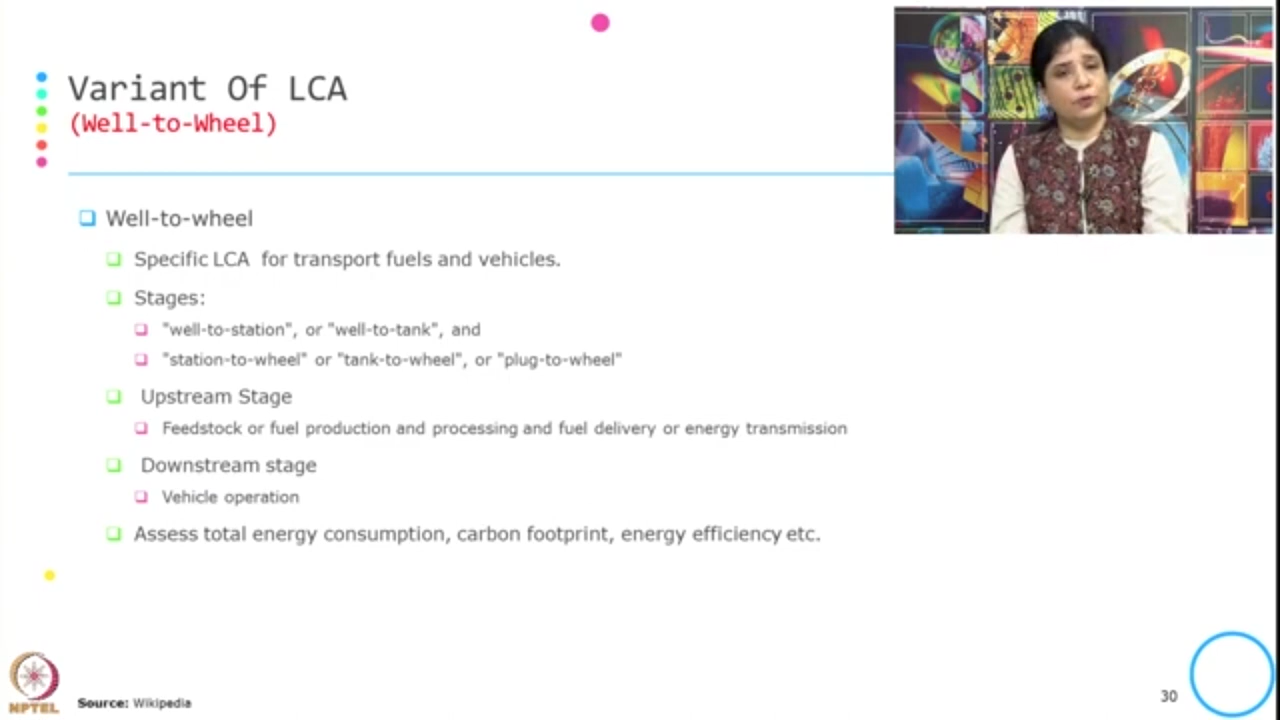 Variant Of LCA
(Well-to-Wheel)
Well-to-wheel
Specific LCA for transport fuels and vehicles.
Stages:
"well-to-station", or "well-to-tank", and
"station-to-wheel" or "tank-to-wheel", or "plug-to-wheel"
Upstream Stage
Feedstock or fuel production and processing and fuel delivery or energy transmission
Downstream stage
Vehicle operation
Assess total energy consumption, carbon footprint, energy efficiency etc.
NPTEL
Source: Wikipedia
30